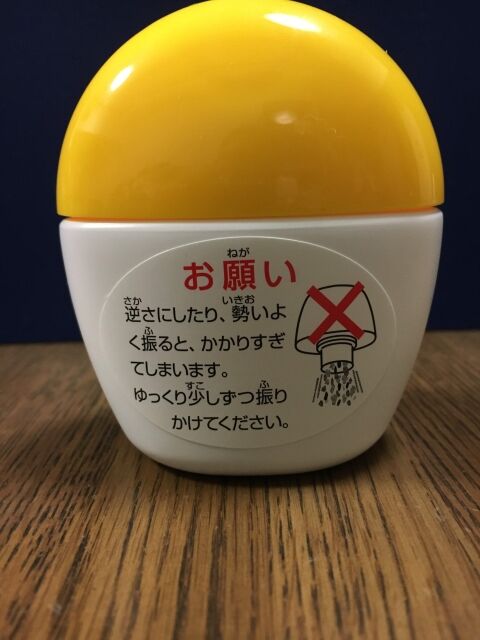 お願い
逆さにしたり、勢いよ
く振ると、かかりすぎ
てしまいます。
ゆっくり少しずつ振り
かけてください。